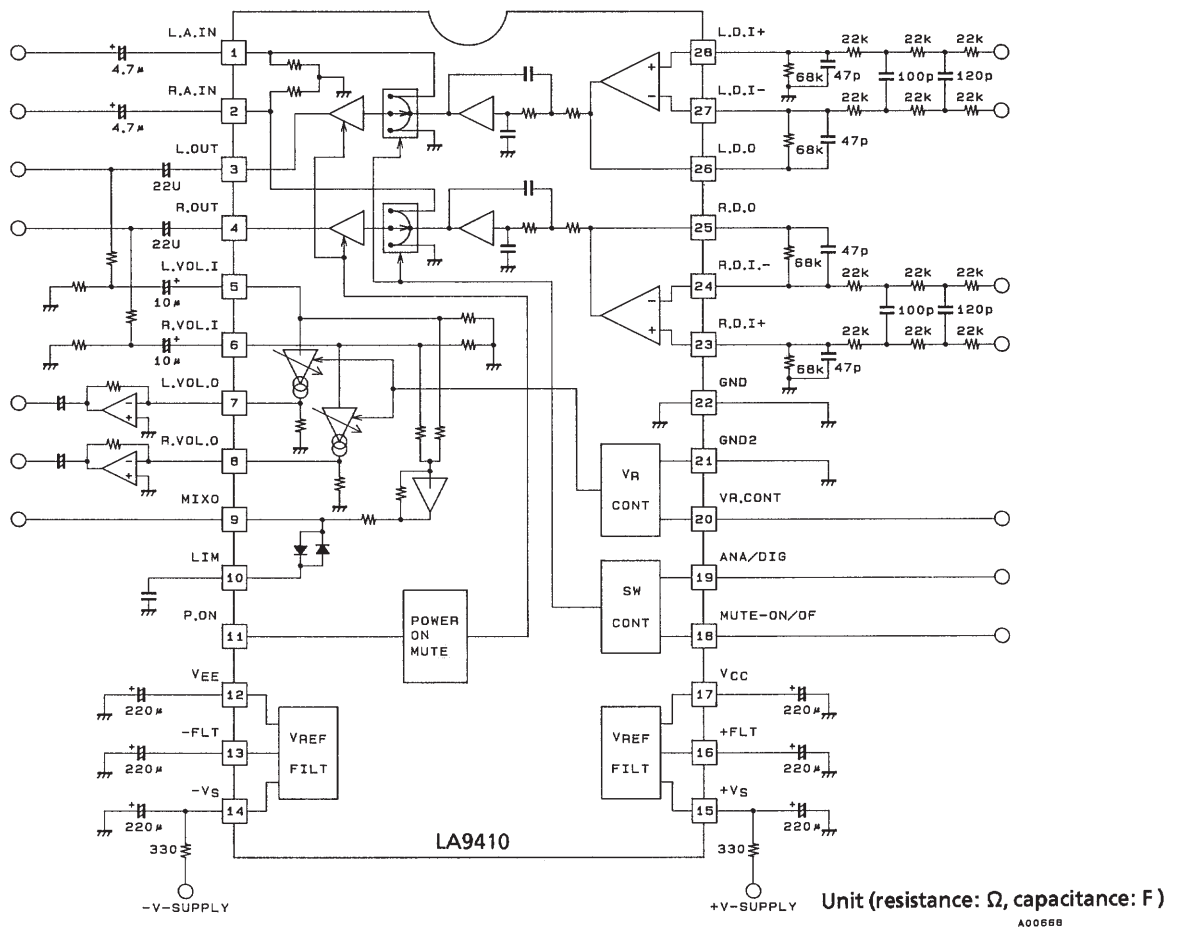 L.A.IN
1
4.7μ
R.A.IN
2
4.7μ
L.OUT
3
22U
R.OUT
4
22U
L.VOL.I
5
10μ
R.VOL.I
6
10μ
L.VOL.O
7
R.VOL.O
8
MIXO
9
LIM
10
P.ON
11
VEE
12
220μ
-FLT
13
220μ
-VS
14
220μ
330
-V-SUPPLY
POWER
ON
MUTE
VREF
FILT
LA9410
L.D.I+
28
68k
47p
22k
22k
22k
100p
120p
L.D.I-
27
22k
22k
22k
68k
47p
L.D.O
26
R.D.O
25
68k
47p
R.D.I.-
24
22k
22k
22k
100p
120p
R.D.I+
23
22k
22k
22k
68k
47p
GND
22
GND2
21
VR
CONT
VR.CONT
20
ANA/DIG
19
SW
CONT
MUTE-ON/OF
18
VCC
17
220μ
VREF
FILT
+FLT
16
220μ
+VS
15
220μ
330
+V-SUPPLY
Unit (resistance: Ω, capacitance: F )
A00668